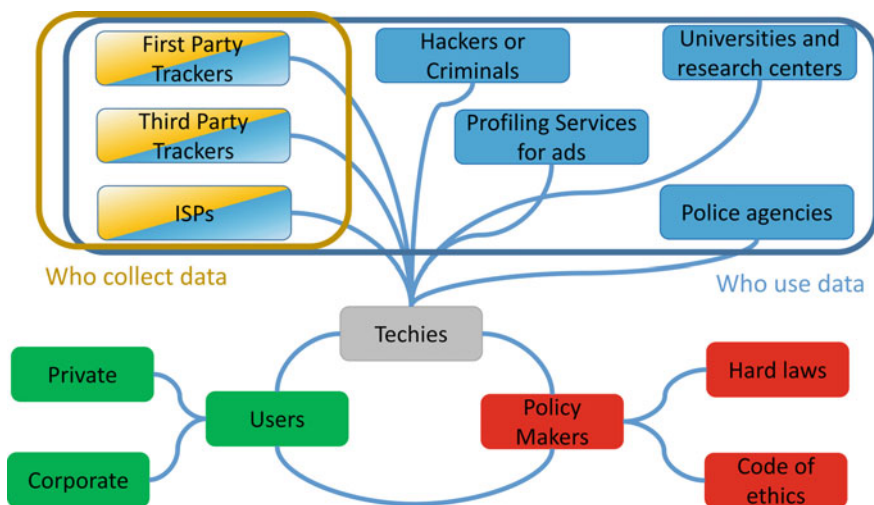 First Party
Trackers
Third Party
Trackers
ISPs
Hackers or
Criminals
Profiling Services
for ads
Universities and
research centers
Police agencies
Who collect data
Who use data
Techies
Private
Corporate
Users
Policy
Makers
Hard laws
Code of
ethics